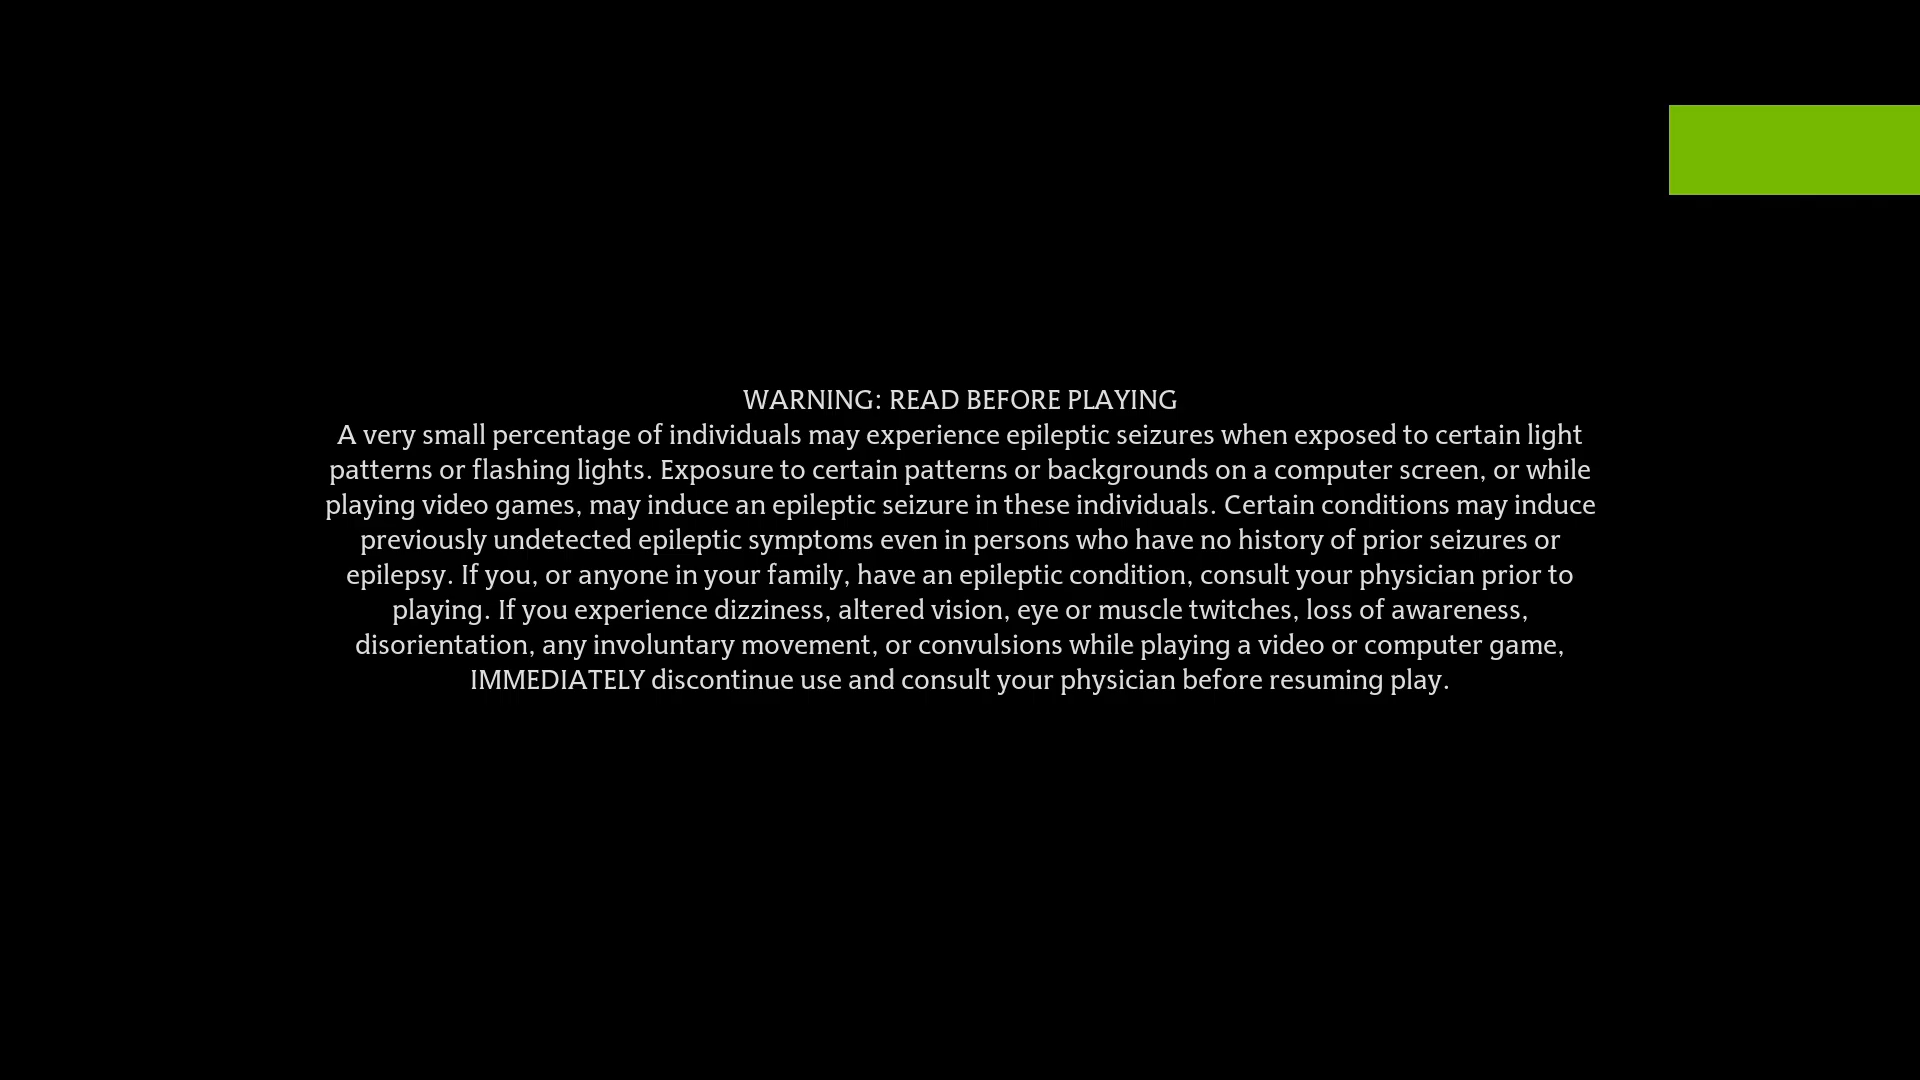 WARNING: READ BEFORE PLAYING
A very small percentage of individuals may experience epileptic seizures when exposed to certain light
patterns or flashing lights. Exposure to certain patterns or backgrounds on a computer screen, or while
playing video games, may induce an epileptic seizure in these individuals. Certain conditions may induce
previously undetected epileptic symptoms even in persons who have no history of prior seizures or
epilepsy. If you, or anyone in your family, have an epileptic condition, consult your physician prior to
playing. If you experience dizziness, altered vision, eye or muscle twitches, loss of awareness,
disorientation, any involuntary movement, or convulsions while playing a video or computer game,
IMMEDIATELY discontinue use and consult your physician before resuming play.